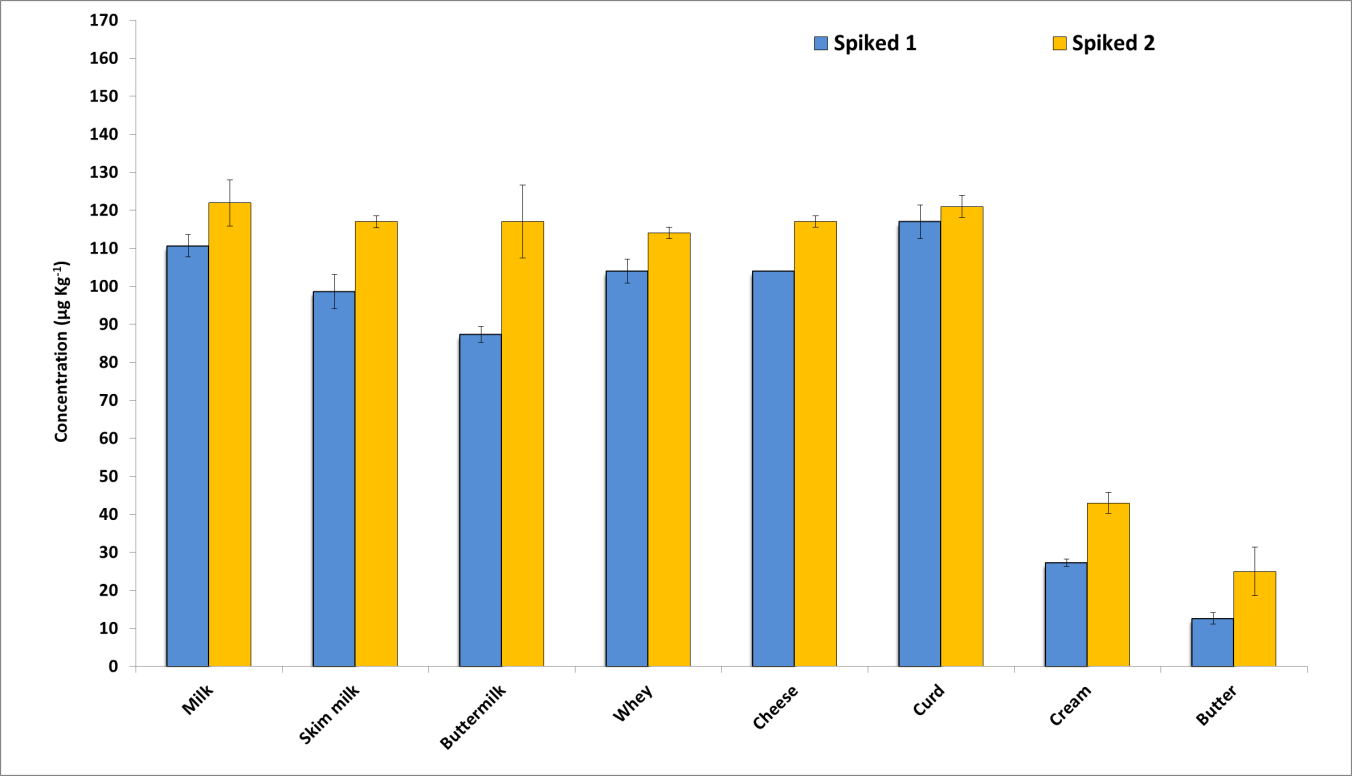 Spiked 1
Spiked 2
Concentration (µg Kg⁻¹)
170
160
150
140
130
120
110
100
90
80
70
60
50
40
30
20
10
0
Milk
Skim milk
Buttermilk
Whey
Cheese
Curd
Cream
Butter